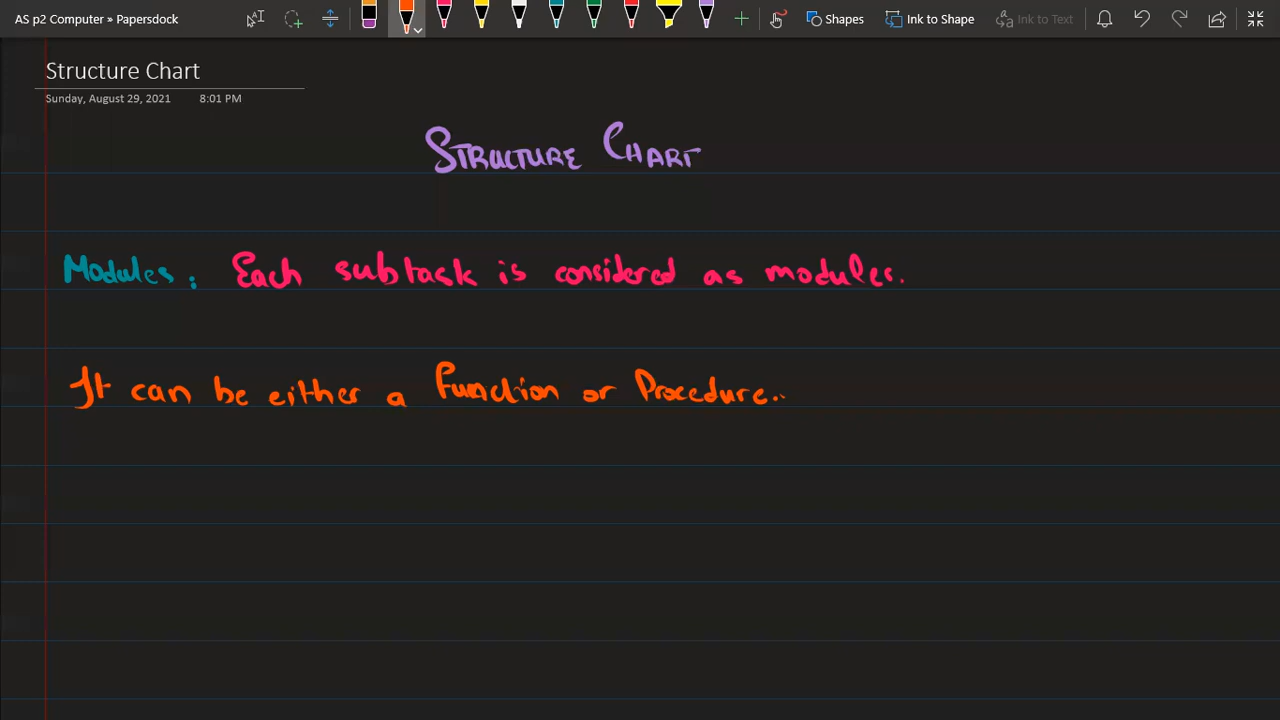 AS p2 Computer » Papersdock
Shapes
Ink to Shape
Ink to Text
Structure Chart
Sunday, August 29, 2021 8:01 PM
STRUCTURE CHART
Modules: Each subtask is considered as modules.
It can be either a Function or Procedure..